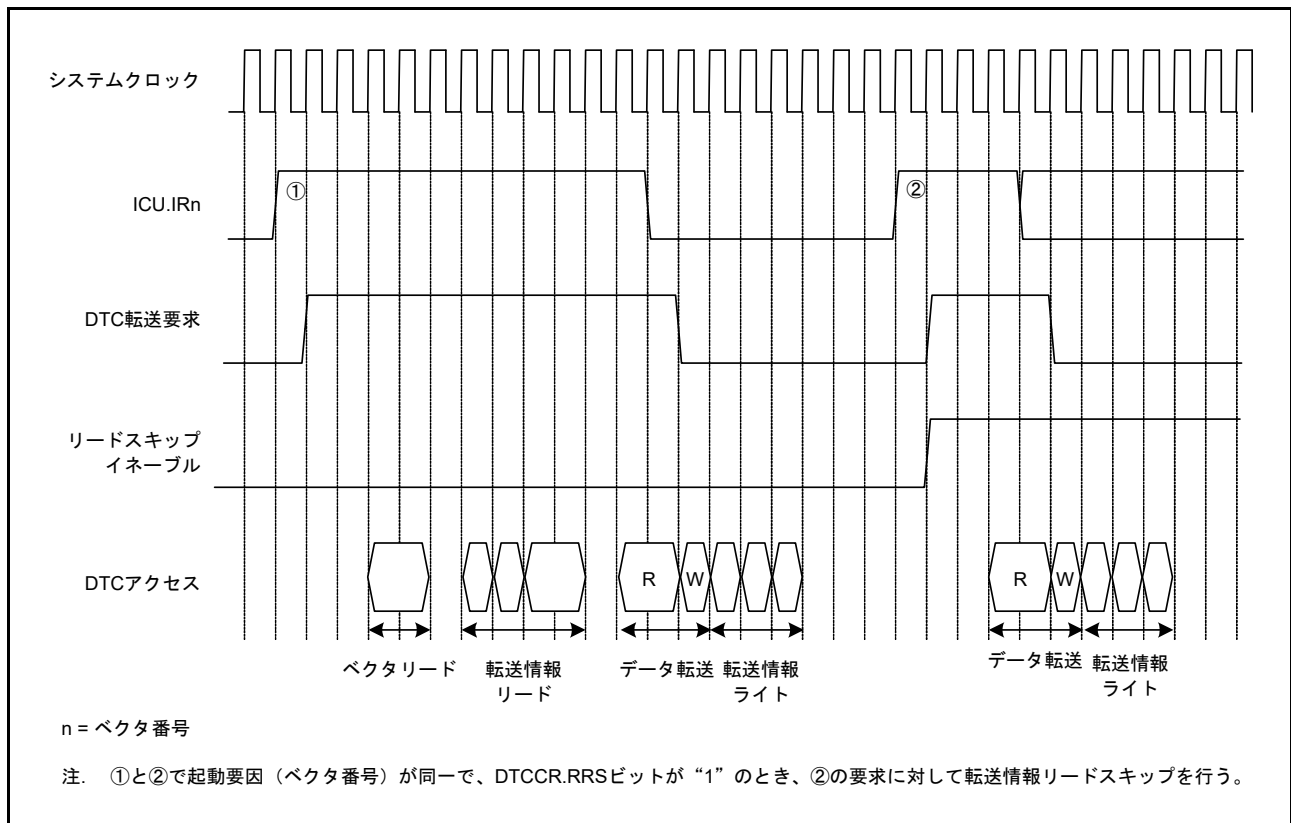 システムクロック
ICU.IRn
①
②
DTC転送要求
リードスキップ
イネーブル
DTCアクセス
R
W
R
W
ベクタリード
転送情報
リード
データ転送
転送情報
ライト
データ転送
転送情報
ライト
n = ベクタ番号
注. ①と②で起動要因（ベクタ番号）が同一で、DTCCR.RRSビットが“1”のとき、②の要求に対して転送情報リードスキップを行う。